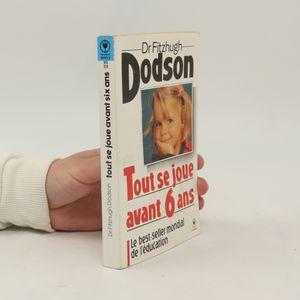 Dr Fitzhugh
Dodson
Tout se joue
avant 6 ans
Le best-seller mondial
de l'éducation
Dr Fitzhugh Dodson tout se joue avant six ans